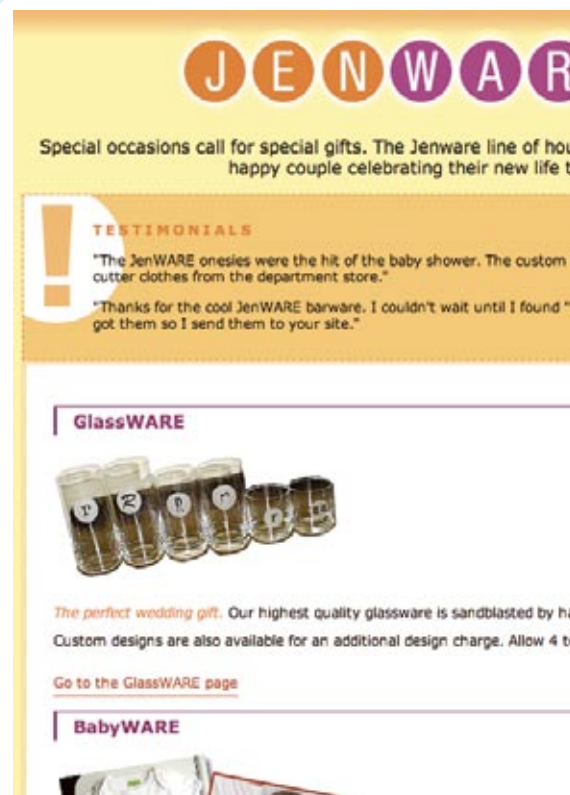 JENWAR
Special occasions call for special gifts. The Jenware line of hou
happy couple celebrating their new life t
!
TESTIMONIALS
"The JenWARE onesies were the hit of the baby shower. The custom
cutter clothes from the department store."
"Thanks for the cool JenWARE barware. I couldn't wait until I found "
got them so I send them to your site."
GlassWARE
r R p m r m
The perfect wedding gift. Our highest quality glassware is sandblasted by ha
Custom designs are also available for an additional design charge. Allow 4 t
Go to the GlassWARE page
BabyWARE